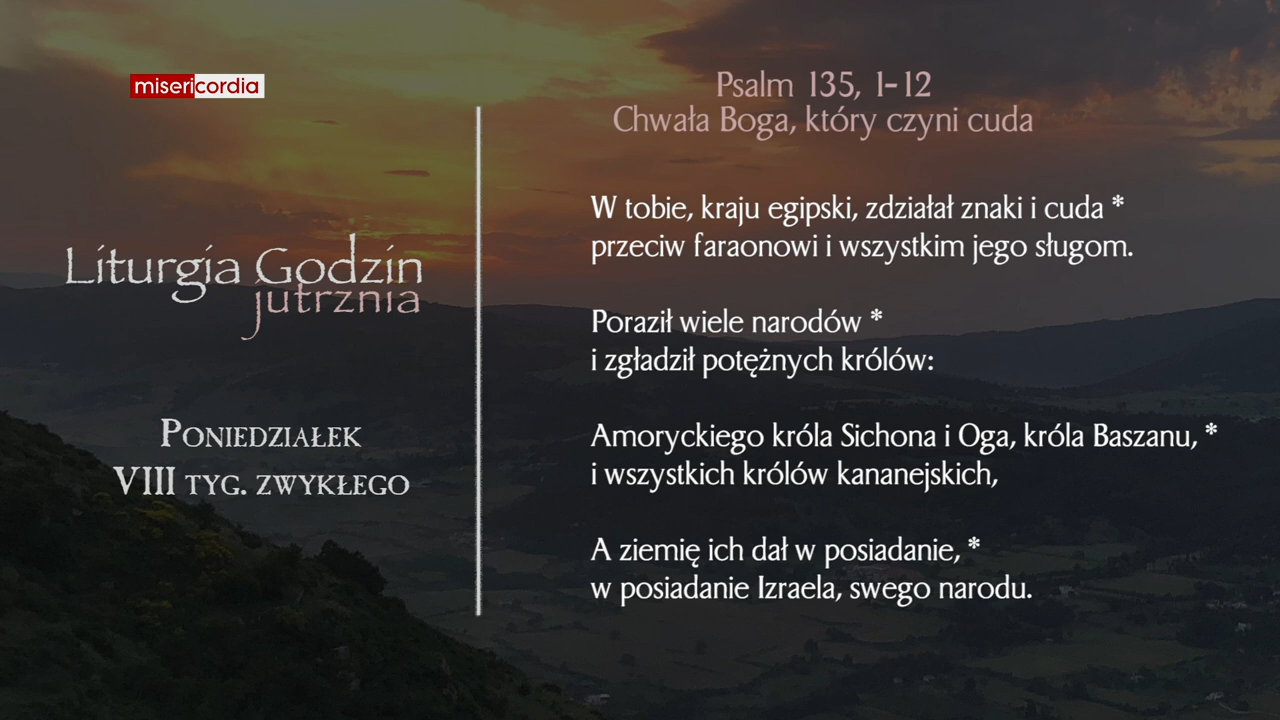 misericordia
Liturgia Godzin
jutrznia
Poniedziałek
VIII tyg. zwykłego
Psalm 135, 1-12
Chwała Boga, który czyni cuda
W tobie, kraju egipski, zdziałał znaki i cuda *
przeciw faraonowi i wszystkim jego sługom.
Poraził wiele narodów *
i zgładził potężnych królów:
Amoryckiego króla Sichona i Oga, króla Baszanu, *
i wszystkich królów kananejskich,
A ziemię ich dał w posiadanie, *
w posiadanie Izraela, swego narodu.